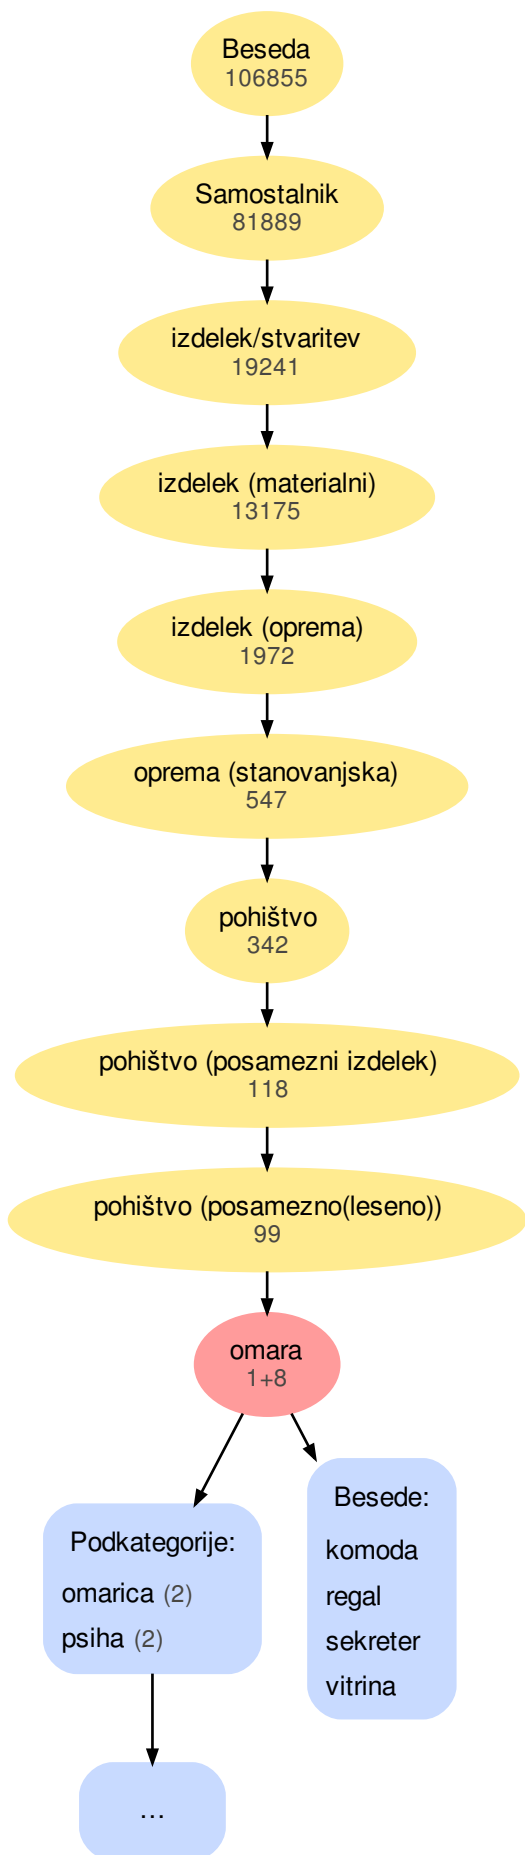 Beseda
106855
Samostalnik
81889
izdelek/stvaritev
19241
izdelek (materialni)
13175
izdelek (oprema)
1972
oprema (stanovanjska)
547
pohištvo
342
pohištvo (posamezni izdelek)
118
pohištvo (posamezno(leseno))
99
omara
1+8
Podkategorije:
omarica (2)
psiha (2)
Besede:
komoda
regal
sekreter
vitrina
…